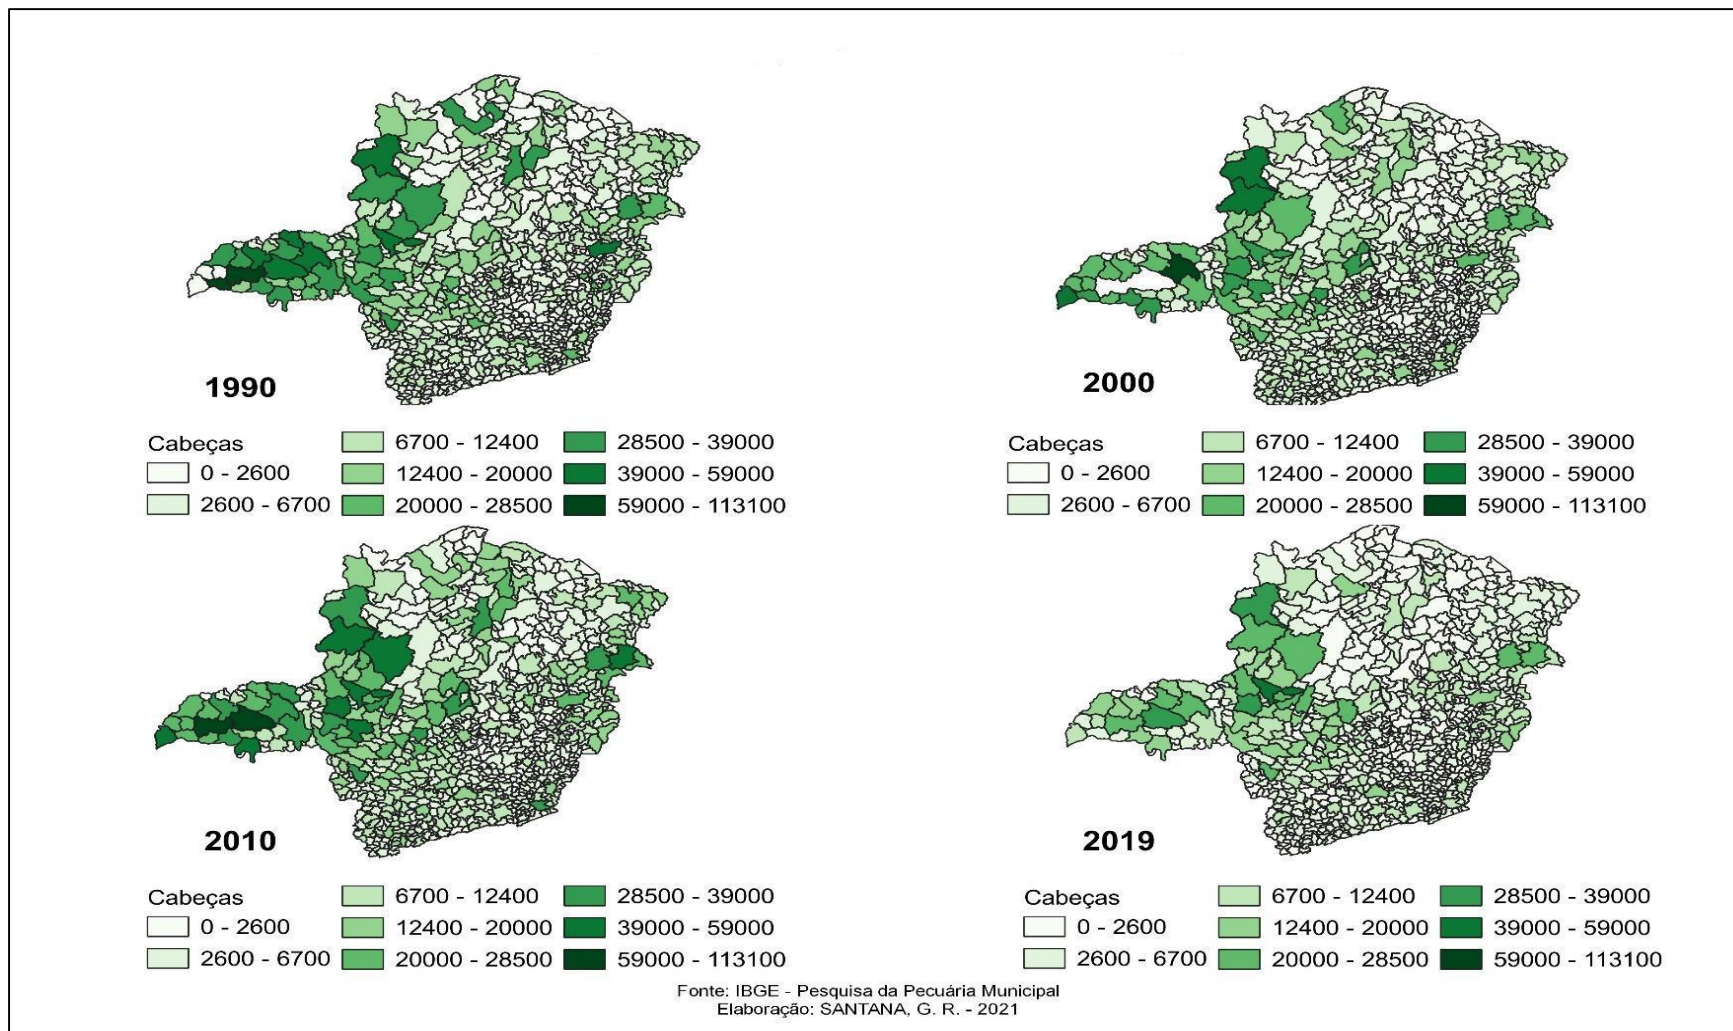 1990
2000
Cabeças
0 - 2600
2600 - 6700
6700 - 12400
12400 - 20000
20000 - 28500
28500 - 39000
39000 - 59000
59000 - 113100
Cabeças
0 - 2600
2600 - 6700
6700 - 12400
12400 - 20000
20000 - 28500
28500 - 39000
39000 - 59000
59000 - 113100
2010
2019
Cabeças
0 - 2600
2600 - 6700
6700 - 12400
12400 - 20000
20000 - 28500
28500 - 39000
39000 - 59000
59000 - 113100
Cabeças
0 - 2600
2600 - 6700
6700 - 12400
12400 - 20000
20000 - 28500
28500 - 39000
39000 - 59000
59000 - 113100
Fonte: IBGE - Pesquisa da Pecuária Municipal
Elaboração: SANTANA, G. R. - 2021